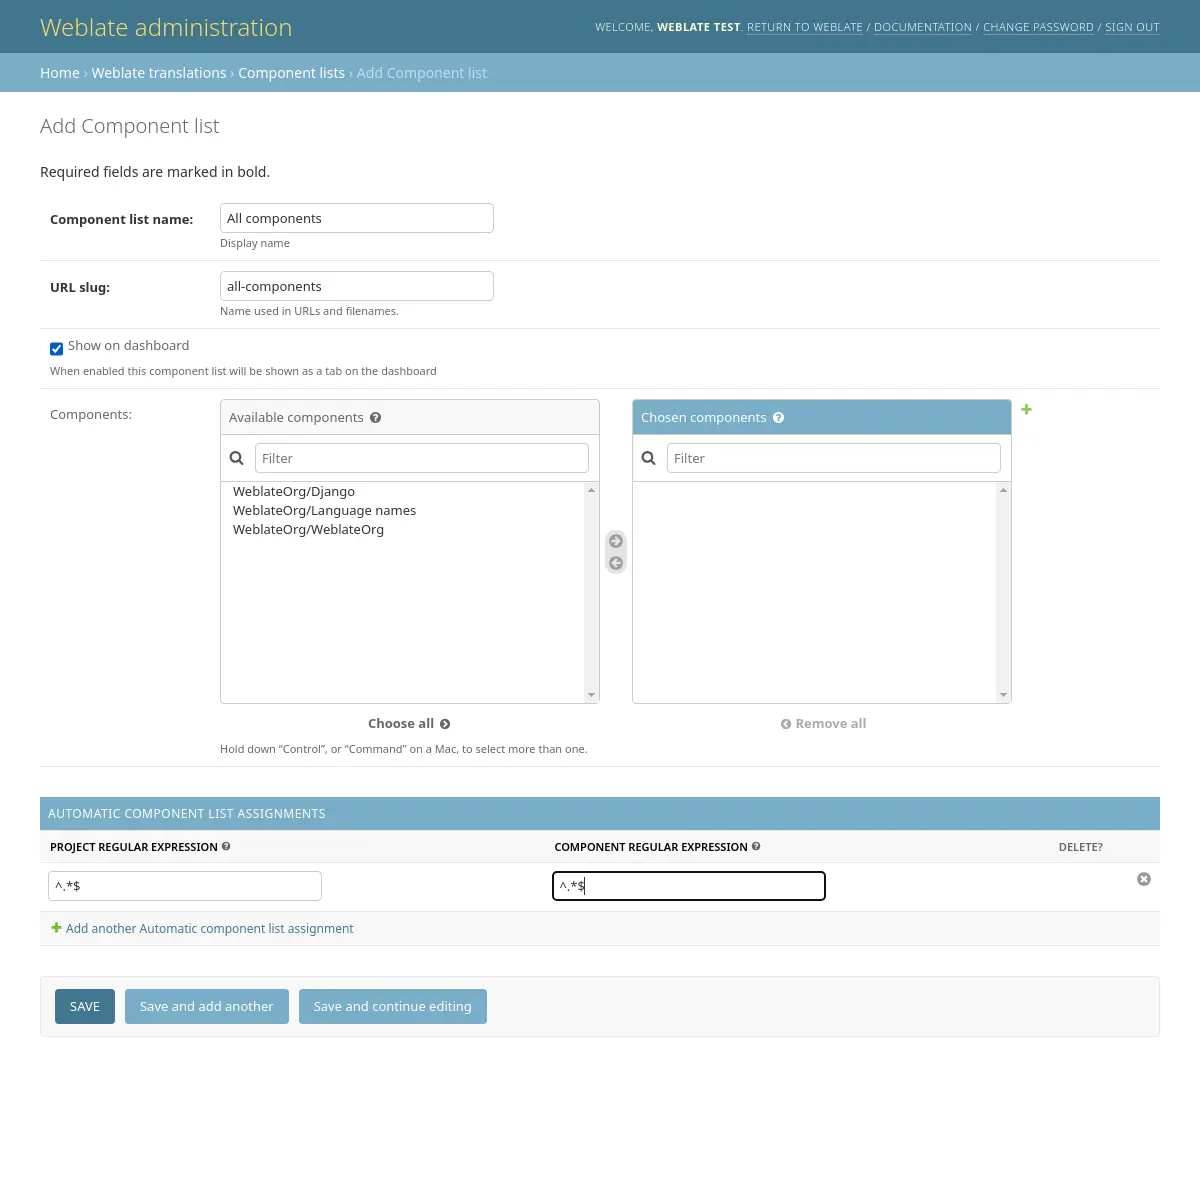 Weblate administration
WELCOME, WEBLATE TEST. RETURN TO WEBLATE / DOCUMENTATION / CHANGE PASSWORD / SIGN OUT
Home › Weblate translations › Component lists › Add Component list
Add Component list
Required fields are marked in bold.
Component list name: All components
Display name
URL slug: all-components
Name used in URLs and filenames.
Show on dashboard
When enabled this component list will be shown as a tab on the dashboard
Components: Available components Chosen components
Filter Filter
WeblateOrg/Django
WeblateOrg/Language names
WeblateOrg/WeblateOrg
Choose all Remove all
Hold down “Control”, or “Command” on a Mac, to select more than one.
AUTOMATIC COMPONENT LIST ASSIGNMENTS
PROJECT REGULAR EXPRESSION COMPONENT REGULAR EXPRESSION DELETE?
^.*$ ^.*$
Add another Automatic component list assignment
SAVE Save and add another Save and continue editing